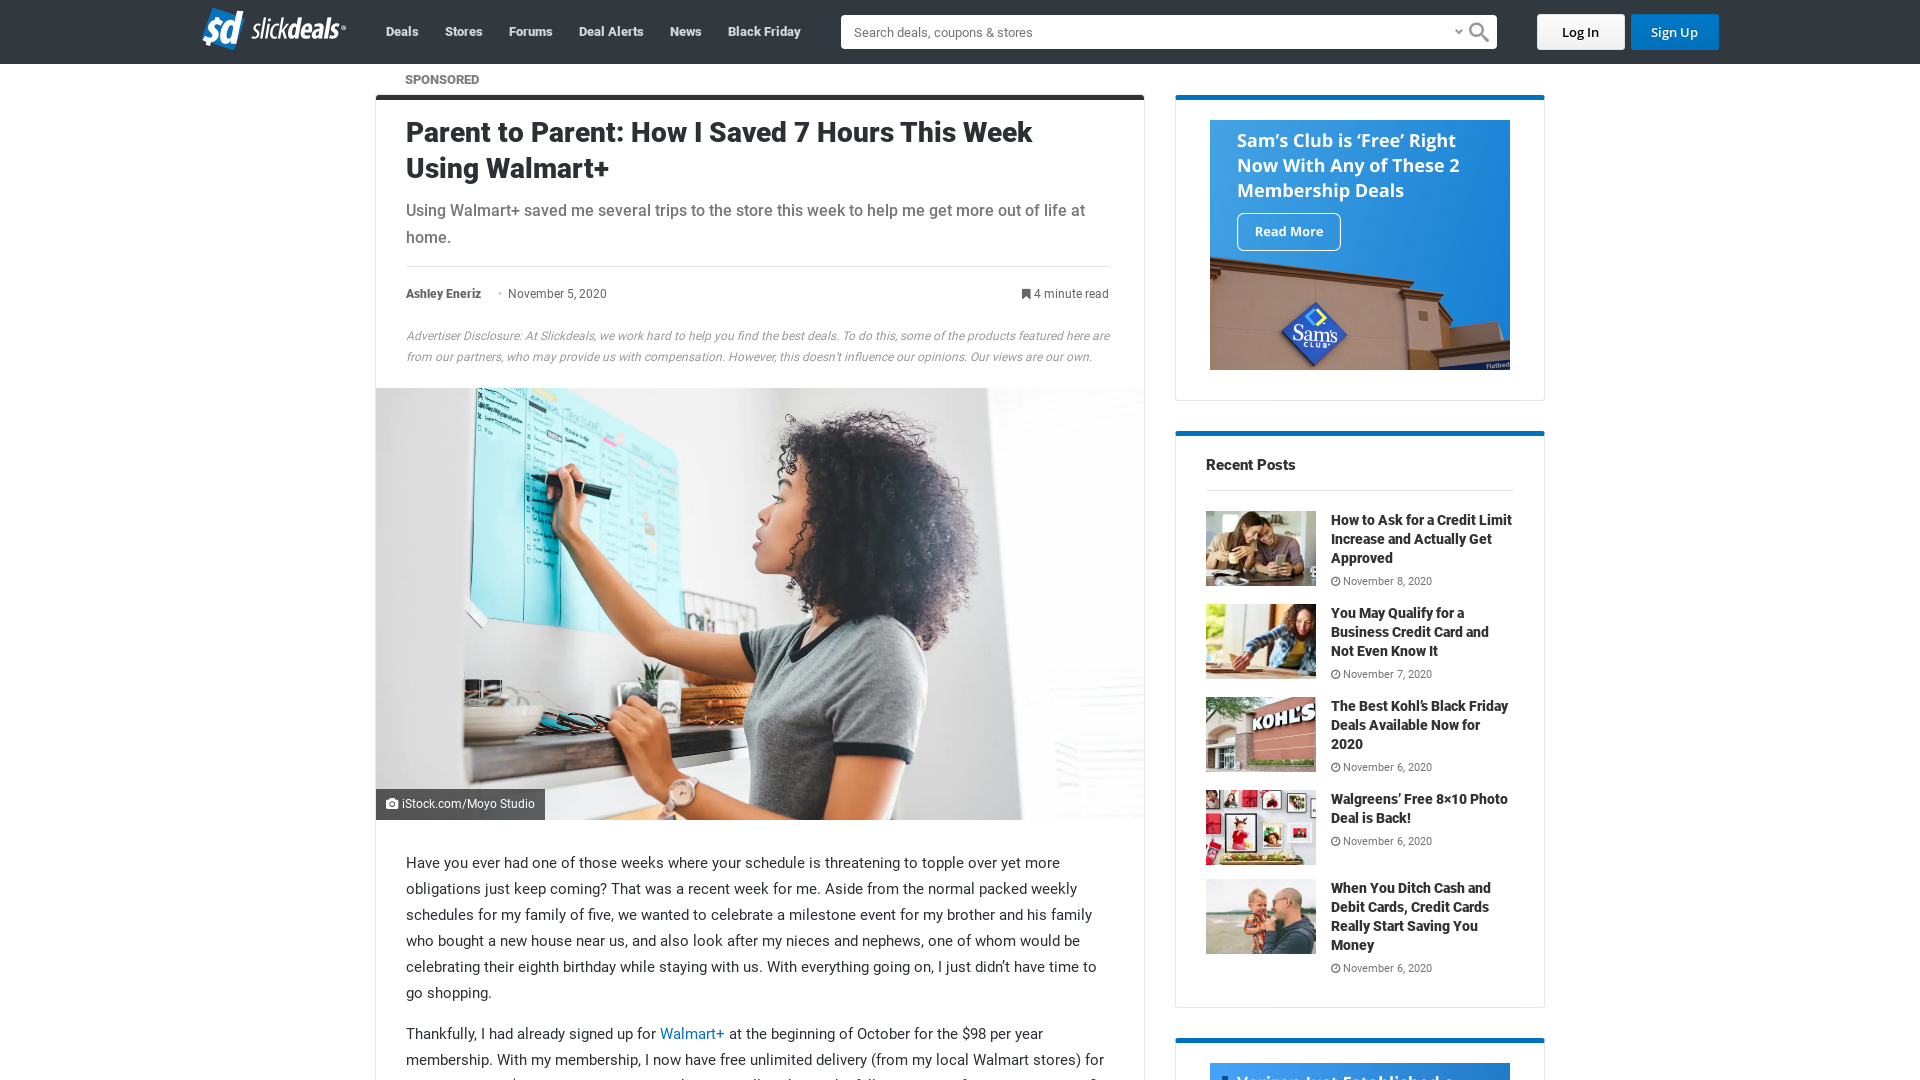 slickdeals
Deals
Stores
Forums
Deal Alerts
News
Black Friday
Search deals, coupons & stores
Log In
Sign Up
SPONSORED
Parent to Parent: How I Saved 7 Hours This Week
Using Walmart+
Using Walmart+ saved me several trips to the store this week to help me get more out of life at
home.
Ashley Eneriz • November 5, 2020
4 minute read
Advertiser Disclosure: At Slickdeals, we work hard to help you find the best deals. To do this, some of the products featured here are
from our partners, who may provide us with compensation. However, this doesn’t influence our opinions. Our views are our own.
iStock.com/Moyo Studio
Have you ever had one of those weeks where your schedule is threatening to topple over yet more
obligations just keep coming? That was a recent week for me. Aside from the normal packed weekly
schedules for my family of five, we wanted to celebrate a milestone event for my brother and his family
who bought a new house near us, and also look after my nieces and nephews, one of whom would be
celebrating their eighth birthday while staying with us. With everything going on, I just didn’t have time to
go shopping.
Thankfully, I had already signed up for Walmart+ at the beginning of October for the $98 per year
membership. With my membership, I now have free unlimited delivery (from my local Walmart stores) for
Sam’s Club is ‘Free’ Right
Now With Any of These 2
Membership Deals
Read More
Sam's
CLUB
Flatbed
Recent Posts
How to Ask for a Credit Limit
Increase and Actually Get
Approved
November 8, 2020
You May Qualify for a
Business Credit Card and
Not Even Know It
November 7, 2020
KOHL'S
The Best Kohl’s Black Friday
Deals Available Now for
2020
November 6, 2020
Walgreens’ Free 8×10 Photo
Deal is Back!
November 6, 2020
When You Ditch Cash and
Debit Cards, Credit Cards
Really Start Saving You
Money
November 6, 2020
Verizon Just Established a